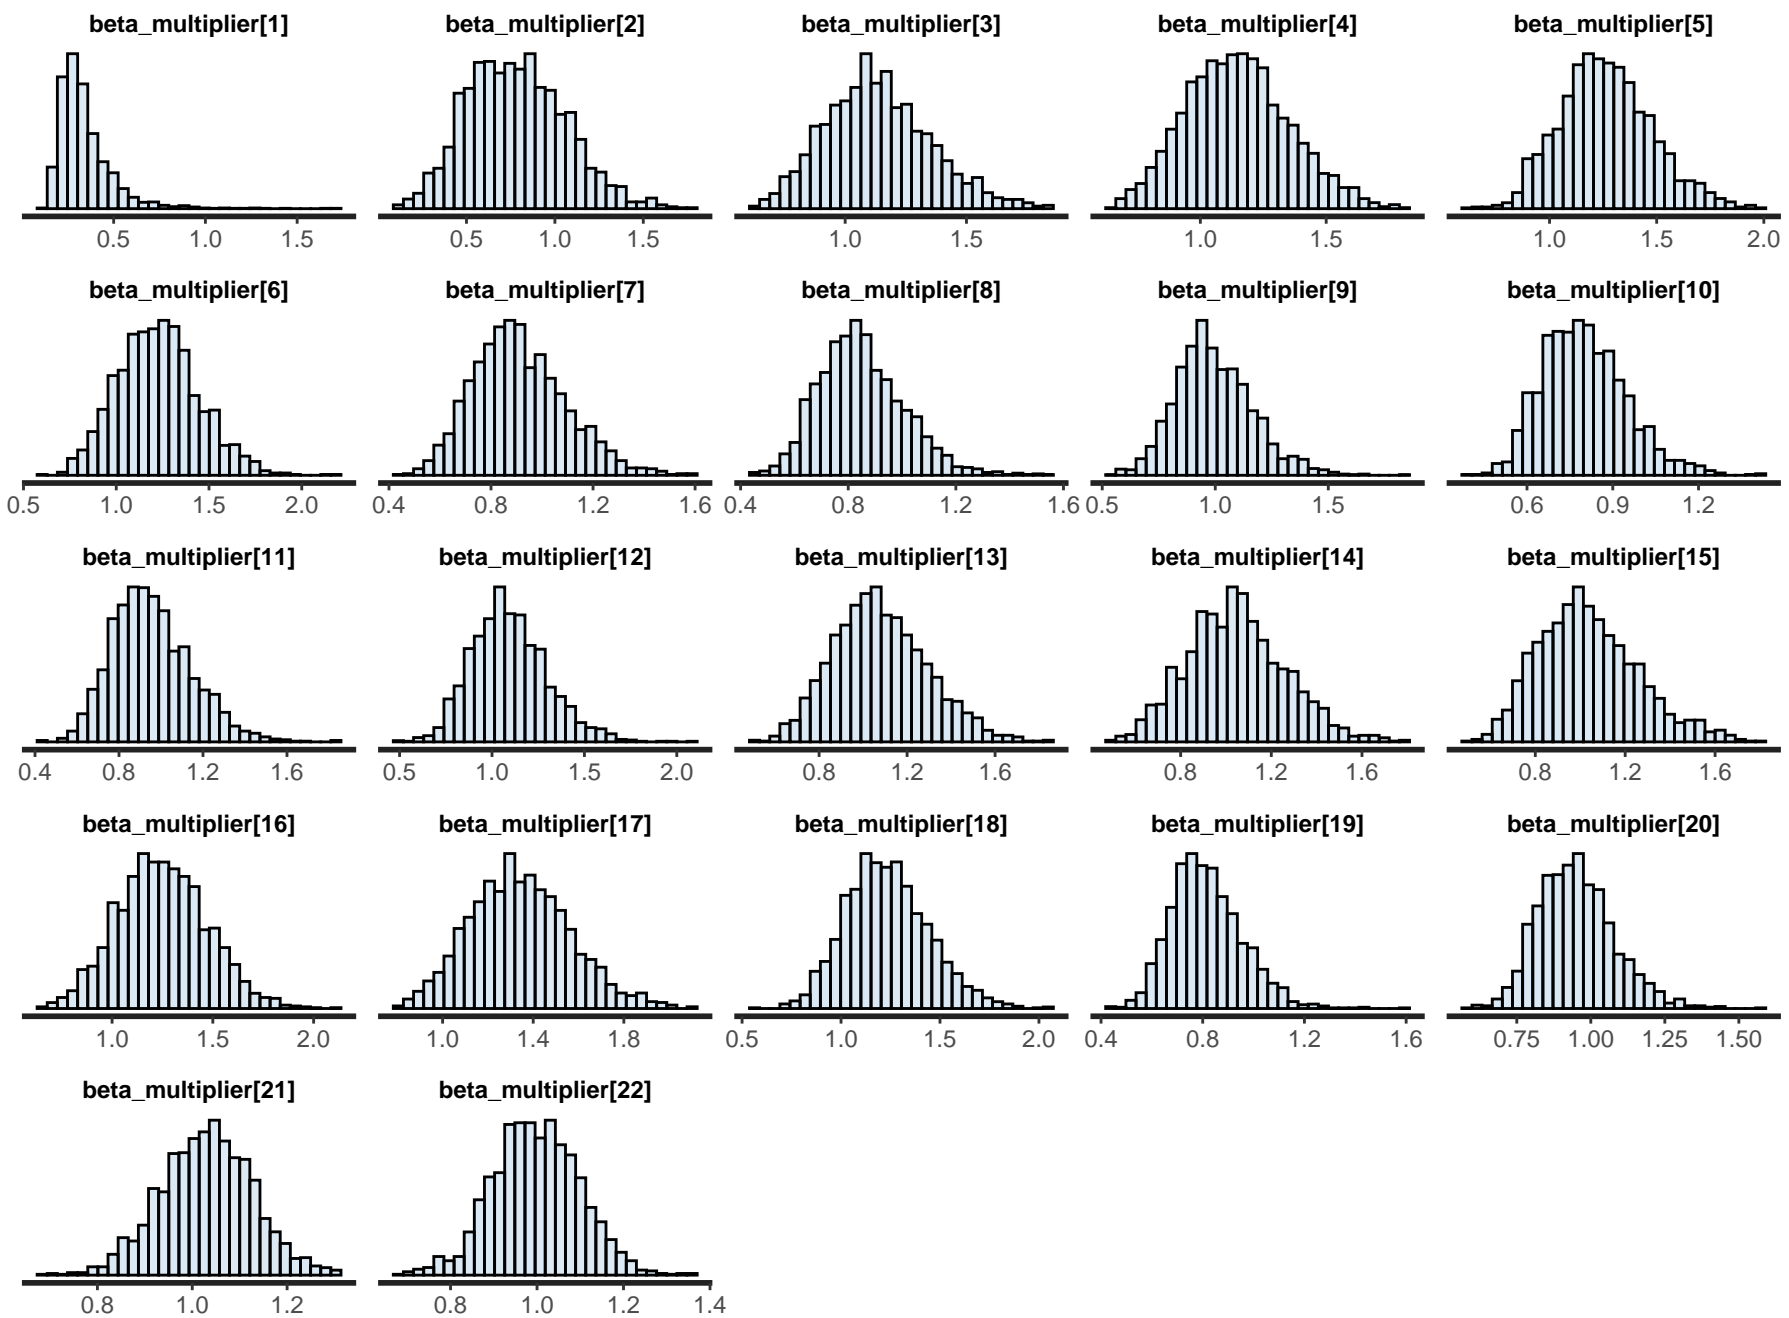 beta_multiplier[1] beta_multiplier[2] beta_multiplier[3] beta_multiplier[4] beta_multiplier[5]
0.5 1.0 1.5 0.5 1.0 1.5 1.0 1.5 1.0 1.5 1.0 1.5 2.0
beta_multiplier[6] beta_multiplier[7] beta_multiplier[8] beta_multiplier[9] beta_multiplier[10]
0.5 1.0 1.5 2.0 0.4 0.8 1.2 1.6 0.4 0.8 1.2 1.6 0.5 1.0 1.5 0.6 0.9 1.2
beta_multiplier[11] beta_multiplier[12] beta_multiplier[13] beta_multiplier[14] beta_multiplier[15]
0.4 0.8 1.2 1.6 0.5 1.0 1.5 2.0 0.8 1.2 1.6 0.8 1.2 1.6 0.8 1.2 1.6
beta_multiplier[16] beta_multiplier[17] beta_multiplier[18] beta_multiplier[19] beta_multiplier[20]
1.0 1.5 2.0 1.0 1.4 1.8 0.5 1.0 1.5 2.0 0.4 0.8 1.2 1.6 0.75 1.00 1.25 1.50
beta_multiplier[21] beta_multiplier[22]
0.8 1.0 1.2 0.8 1.0 1.2 1.4